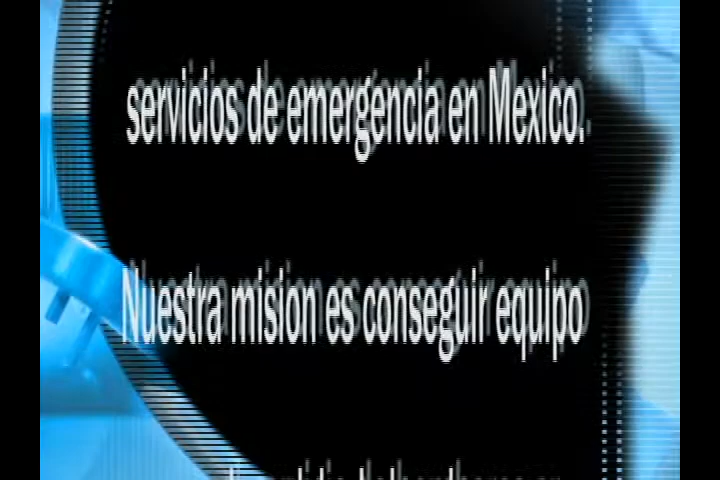 servicios de emergencia en Mexico.
Nuestra mision es conseguir equipo